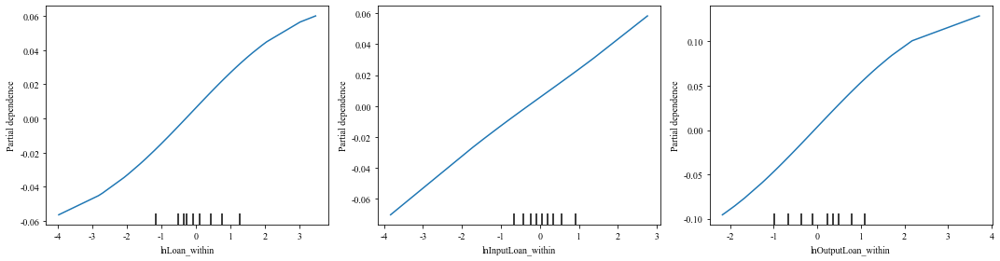 0.06
0.04
0.02
0.00
-0.02
-0.04
-0.06
Partial dependence
-4 -3 -2 -1 0 1 2 3
lnLoan_within
0.06
0.04
0.02
0.00
-0.02
-0.04
-0.06
Partial dependence
-4 -3 -2 -1 0 1 2 3
lnInputLoan_within
0.10
0.05
0.00
-0.05
-0.10
Partial dependence
-2 -1 0 1 2 3 4
lnOutputLoan_within